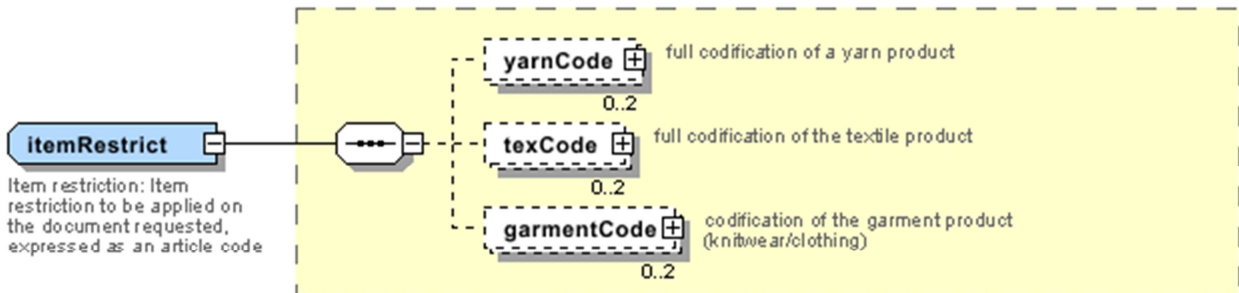 yarnCode
full codification of a yarn product
0..2
itemRestrict
texCode
full codification of the textile product
0..2
Item restriction: Item
restriction to be applied on
the document requested,
expressed as an article code
garmentCode
codification of the garment product
(knitwear/clothing)
0..2